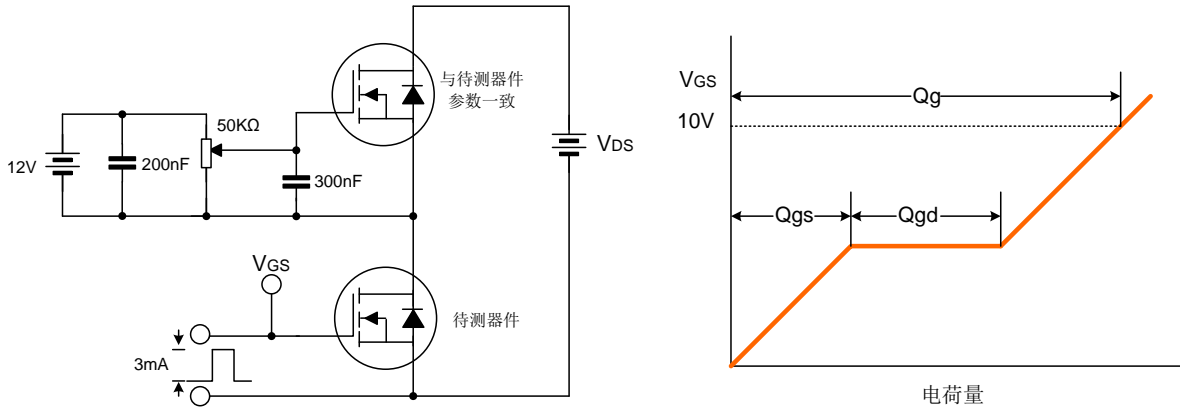 与待测器件
参数一致
50KΩ
12V
200nF
300nF
VDS
VGS
待测器件
3mA
VGS
10V
Qg
Qgs
Qgd
电荷量